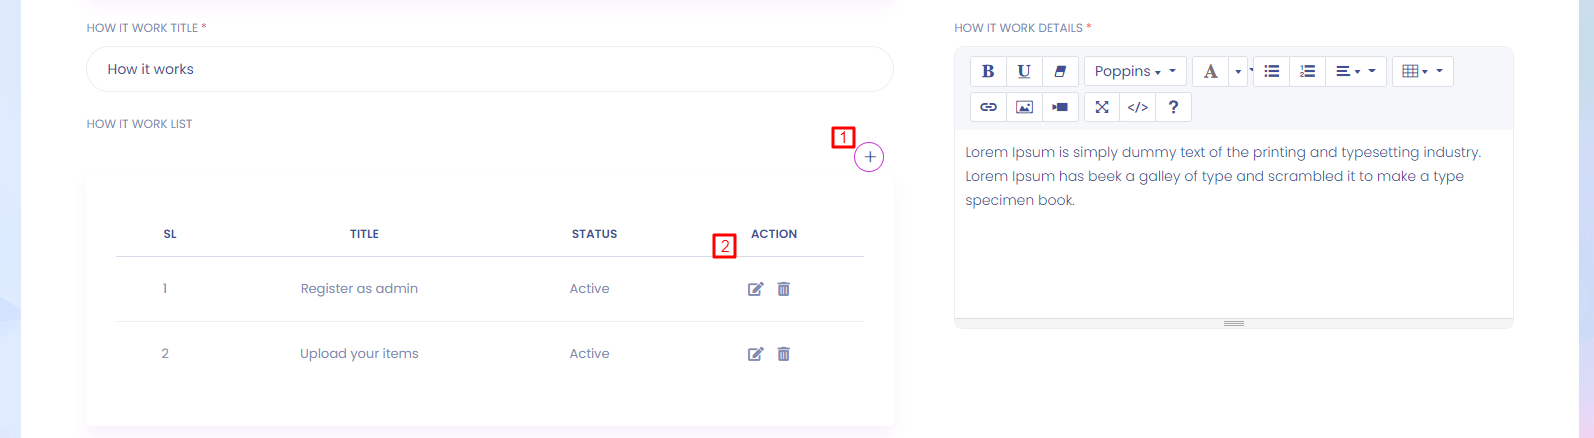 HOW IT WORK TITLE *
How it works
HOW IT WORK LIST
1
+
SL TITLE STATUS ACTION
2
1 Register as admin Active
2 Upload your items Active
HOW IT WORK DETAILS *
B U Poppins A
</> ?
Lorem Ipsum is simply dummy text of the printing and typesetting industry.
Lorem Ipsum has beek a galley of type and scrambled it to make a type
specimen book.